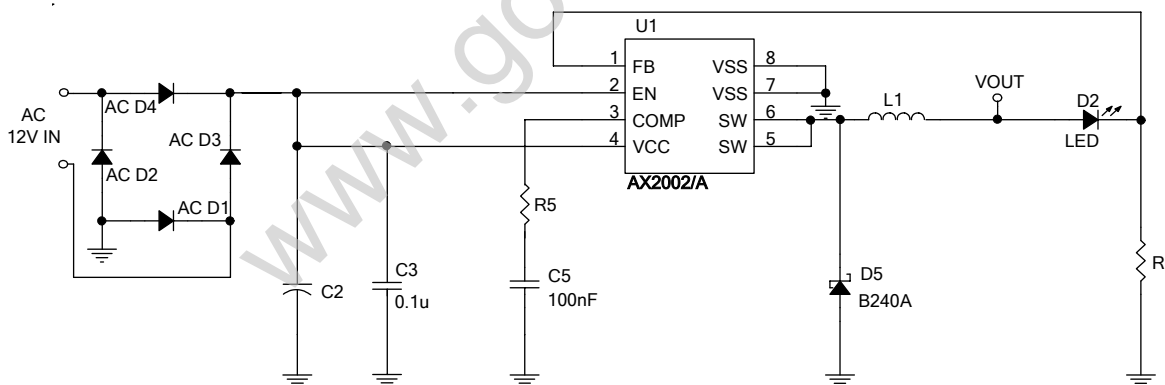 U1
1 FB VSS 8
2 EN VSS 7
3 COMP SW 6
4 VCC SW 5
AX2002/A
AC
12V IN
AC D4
AC D3
AC D2
AC D1
C2
C3
0.1u
R5
C5
100nF
L1
VOUT
D2
LED
D5
B240A
R
www.go